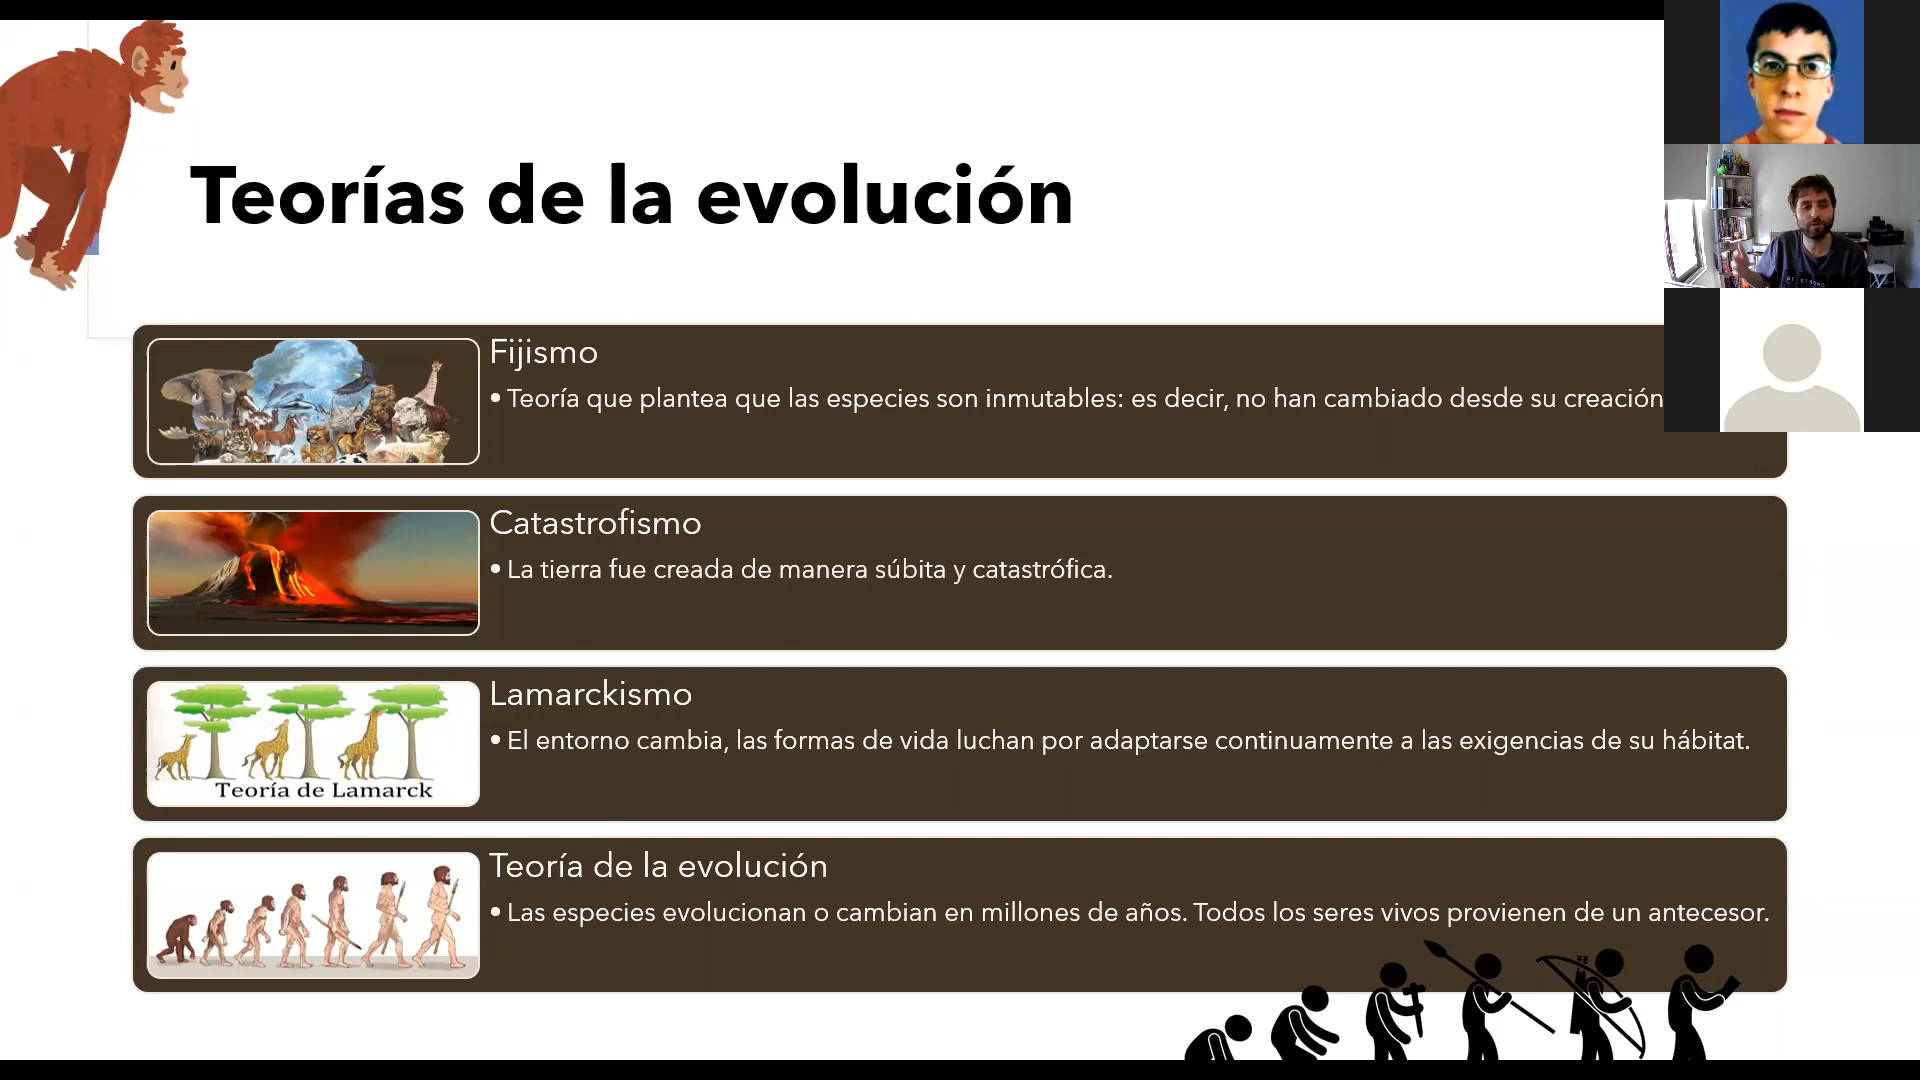 Teorías de la evolución
Fijismo
• Teoría que plantea que las especies son inmutables: es decir, no han cambiado desde su creación
Catastrofismo
• La tierra fue creada de manera súbita y catastrófica.
Lamarckismo
• El entorno cambia, las formas de vida luchan por adaptarse continuamente a las exigencias de su hábitat.
Teoría de Lamarck
Teoría de la evolución
• Las especies evolucionan o cambian en millones de años. Todos los seres vivos provienen de un antecesor.
BE STRONG